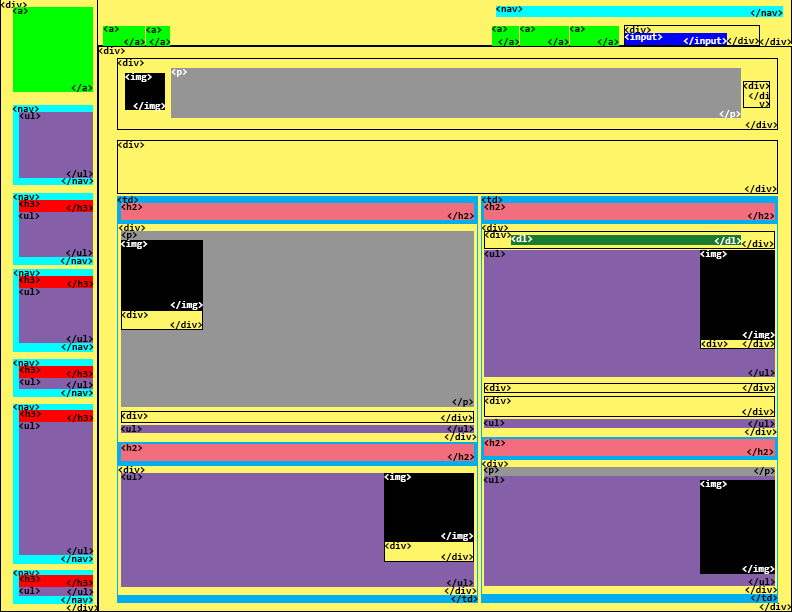 <div>
<a>
</a>
<nav>
<ul>
</ul>
</nav>
<nav>
<h3>
</h3>
<ul>
</ul>
</nav>
<nav>
<h3>
</h3>
<ul>
</ul>
</nav>
<nav>
<h3>
</h3>
<ul>
</ul>
</nav>
<nav>
<h3>
</h3>
<ul>
</ul>
</nav>
<nav>
<h3>
</h3>
<ul>
</ul>
</nav>
</div>
<nav>
</nav>
<a>
</a>
<a>
</a>
<a>
</a>
<a>
</a>
<a>
</a>
<div>
<input>
</input>
</div>
</div>
<div>
<div>
<img>
</img>
<p>
</p>
<div>
</di
v>
</div>
<div>
</div>
<td>
<h2>
</h2>
<div>
<p>
<img>
</img>
<div>
</div>
</p>
<div>
</div>
<ul>
</ul>
</div>
<h2>
</h2>
<div>
<ul>
<img>
</img>
<div>
</div>
</ul>
</div>
</td>
<td>
<h2>
</h2>
<div>
<div>
<dl>
</dl>
</div>
<ul>
<img>
</img>
<div>
</div>
</ul>
<div>
</div>
<div>
</div>
<ul>
</ul>
</div>
<h2>
</h2>
<div>
<p>
</p>
<ul>
<img>
</img>
</ul>
</div>
</td>
</div>